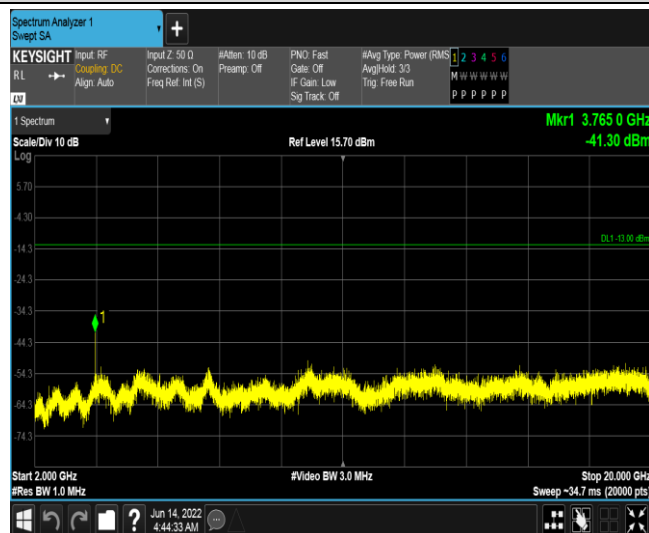 Spectrum Analyzer 1
Swept SA
+
KEYSIGHT
RL
Input: RF
Coupling: DC
Align: Auto
Input Z: 50 Ω
Corrections: On
Freq Ref: Int (S)
#Atten: 10 dB
Preamp: Off
PNO: Fast
Gate: Off
IF Gain: Low
Sig Track: Off
#Avg Type: Power (RMS
Avg|Hold: 3/3
Trig: Free Run
1 2 3 4 5 6
M W W W W W
P P P P P P
1 Spectrum
Scale/Div 10 dB
Log
Ref Level 15.70 dBm
Mkr1 3.765 0 GHz
-41.30 dBm
5.70
-4.30
DL1 -13.00 dBm
-14.3
-24.3
-34.3
1
-44.3
-54.3
-64.3
-74.3
Start 2.000 GHz
#Video BW 3.0 MHz
Stop 20.000 GHz
#Res BW 1.0 MHz
Sweep ~34.7 ms (20000 pts)
?
Jun 14, 2022
4:44:33 AM